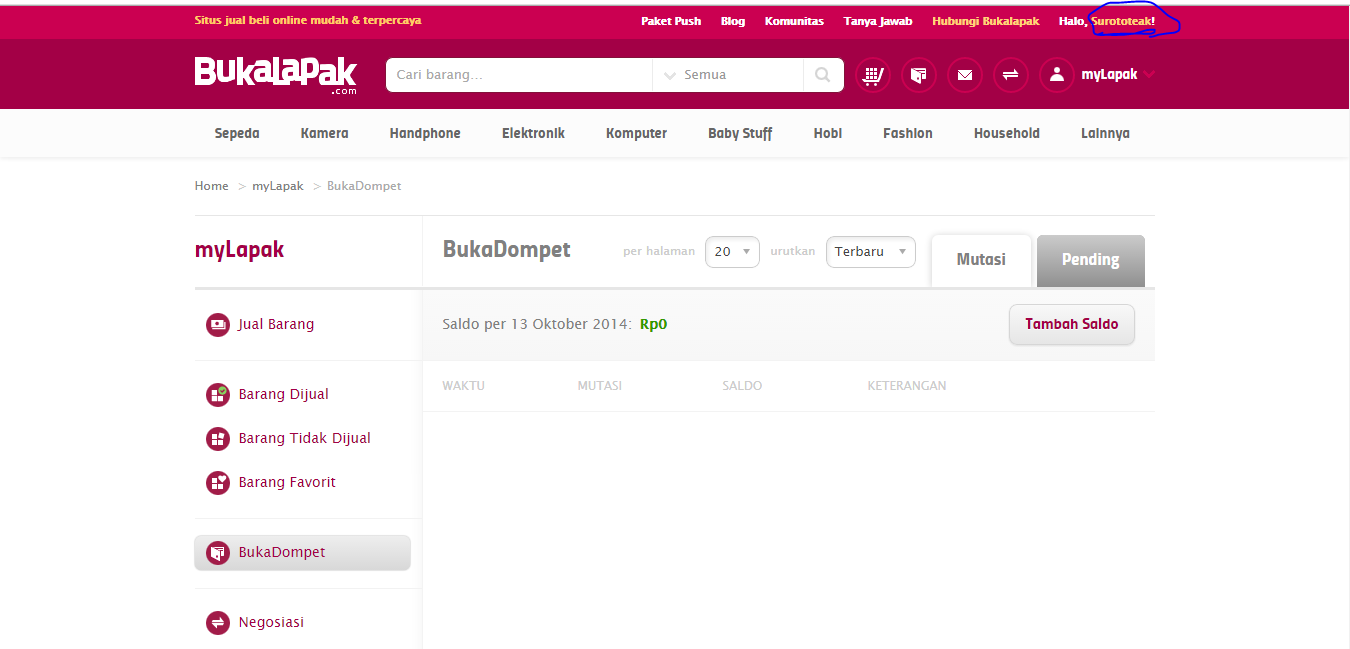 Situs jual beli online mudah & terpercaya Paket Push Blog Komunitas Tanya Jawab Hubungi Bukalapak Halo, Surototeak!
BukaLapak .com Cari barang... Semua myLapak
Sepeda Kamera Handphone Elektronik Komputer Baby Stuff Hobi Fashion Household Lainnya
Home > myLapak > BukaDompet
myLapak BukaDompet per halaman 20 urutkan Terbaru Mutasi Pending
Jual Barang Saldo per 13 Oktober 2014: Rp0 Tambah Saldo
WAKTU MUTASI SALDO KETERANGAN
Barang Dijual
Barang Tidak Dijual
Barang Favorit
BukaDompet
Negosiasi